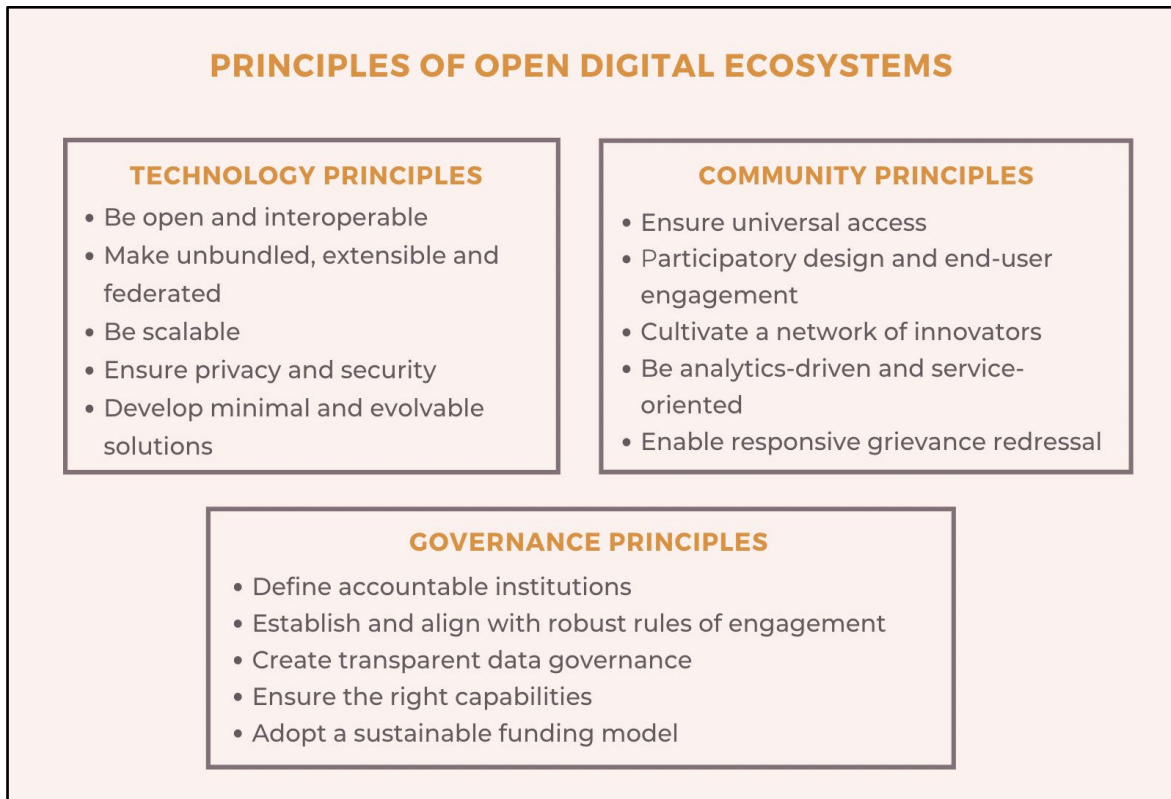 PRINCIPLES OF OPEN DIGITAL ECOSYSTEMS
TECHNOLOGY PRINCIPLES
• Be open and interoperable
• Make unbundled, extensible and
federated
• Be scalable
• Ensure privacy and security
• Develop minimal and evolvable
solutions
COMMUNITY PRINCIPLES
• Ensure universal access
• Participatory design and end-user
engagement
• Cultivate a network of innovators
• Be analytics-driven and service-
oriented
• Enable responsive grievance redressal
GOVERNANCE PRINCIPLES
• Define accountable institutions
• Establish and align with robust rules of engagement
• Create transparent data governance
• Ensure the right capabilities
• Adopt a sustainable funding model